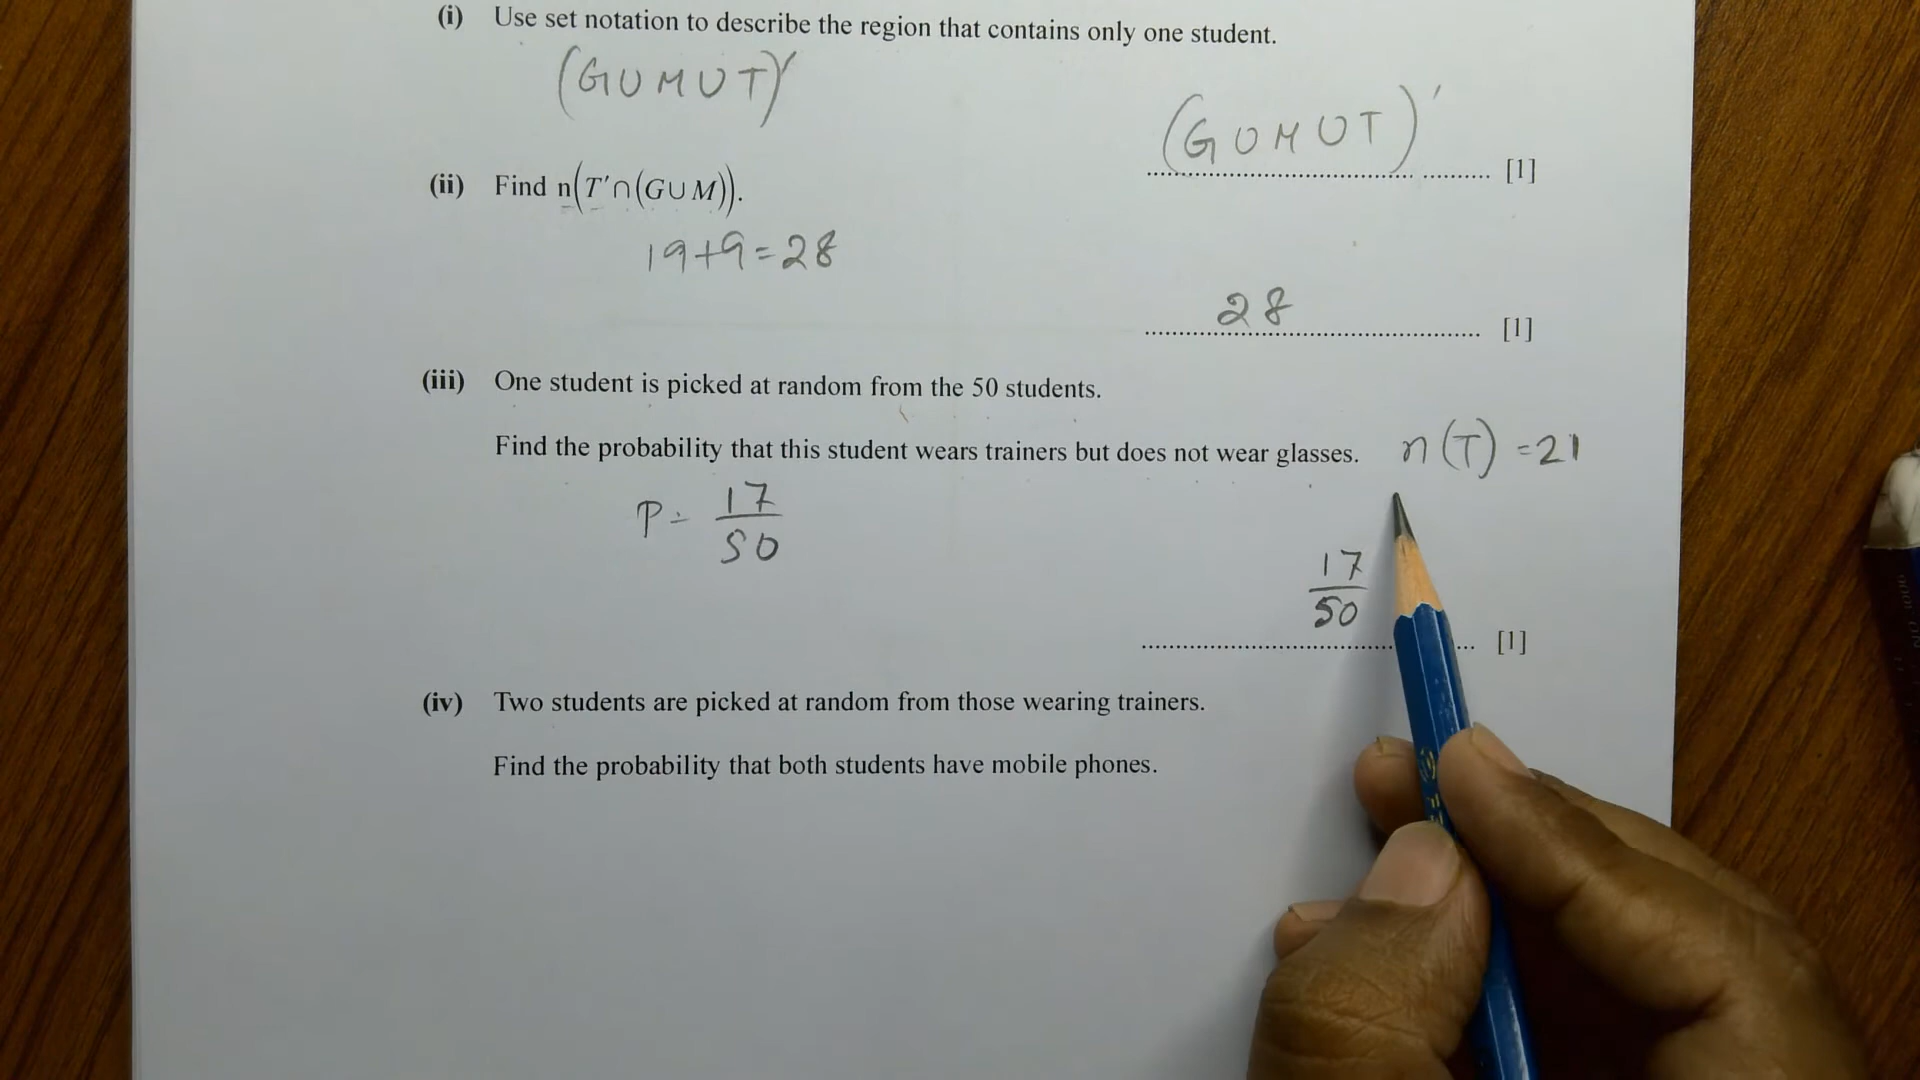 (i) Use set notation to describe the region that contains only one student.
(G∪M∪T)′
(G∪M∪T)′ [1]
(ii) Find n(T′∩(G∪M)).
19+9=28
28 [1]
(iii) One student is picked at random from the 50 students.
Find the probability that this student wears trainers but does not wear glasses. n(T) =21
P= 17/50
17/50
[1]
(iv) Two students are picked at random from those wearing trainers.
Find the probability that both students have mobile phones.